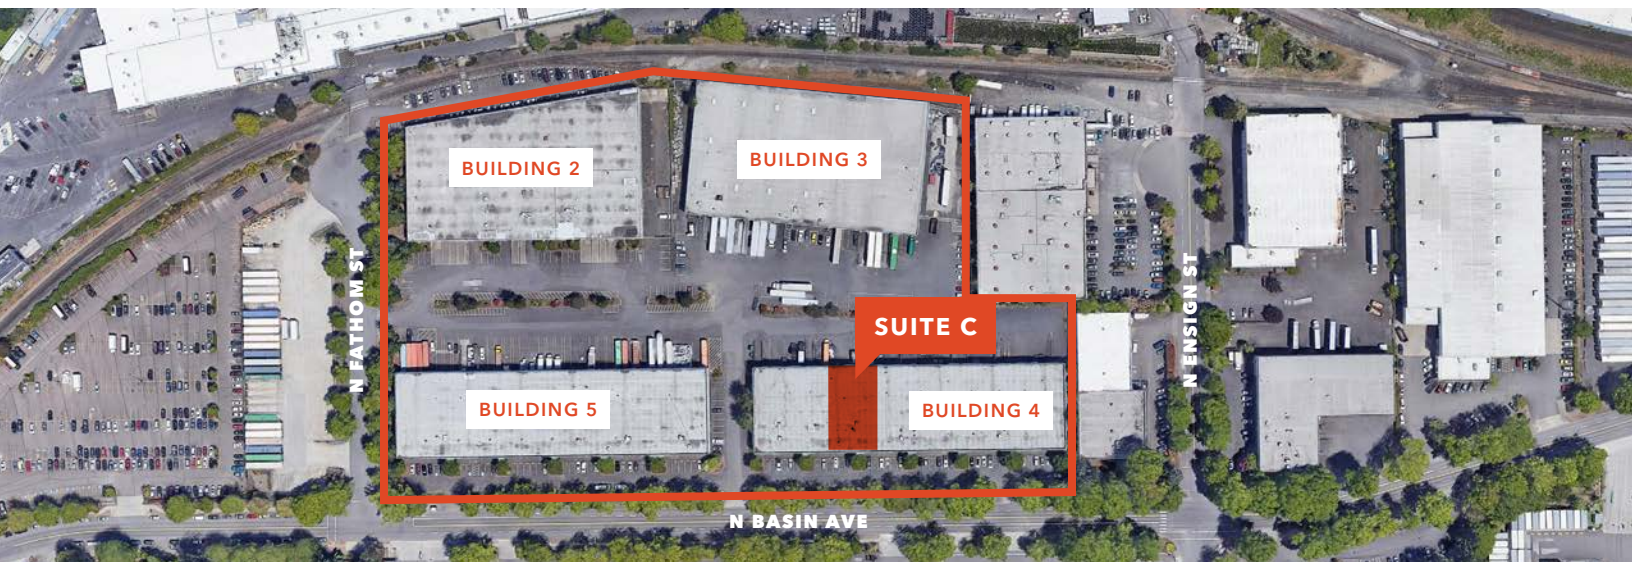 BUILDING 2
BUILDING 3
N FATHOM ST
N ENSIGN ST
SUITE C
BUILDING 5
BUILDING 4
N BASIN AVE